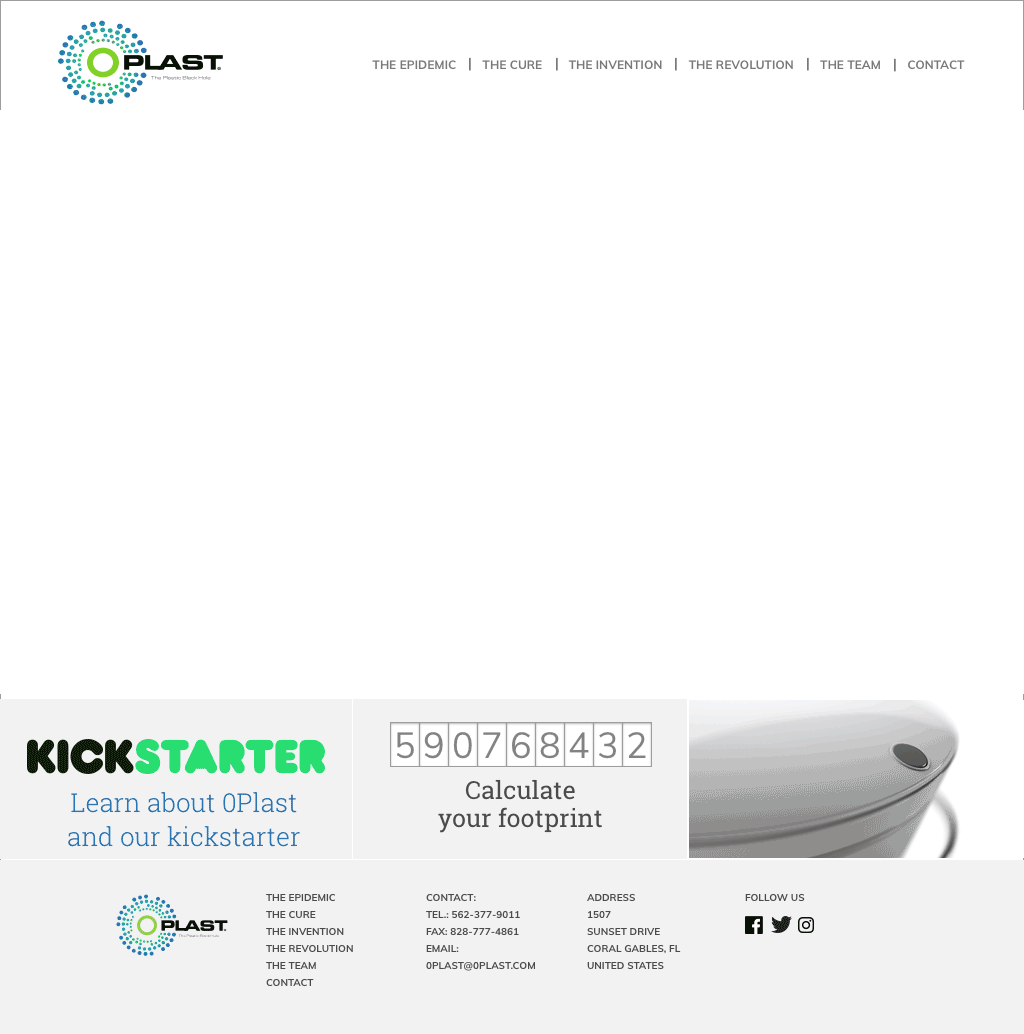 0PLAST.
The Plastic Black Hole
THE EPIDEMIC | THE CURE | THE INVENTION | THE REVOLUTION | THE TEAM | CONTACT
KICKSTARTER
Learn about 0Plast
and our kickstarter
590768432
Calculate
your footprint
0PLAST.
The Plastic Black Hole
THE EPIDEMIC
THE CURE
THE INVENTION
THE REVOLUTION
THE TEAM
CONTACT
CONTACT:
TEL.: 562-377-9011
FAX: 828-777-4861
EMAIL:
0PLAST@0PLAST.COM
ADDRESS
1507
SUNSET DRIVE
CORAL GABLES, FL
UNITED STATES
FOLLOW US